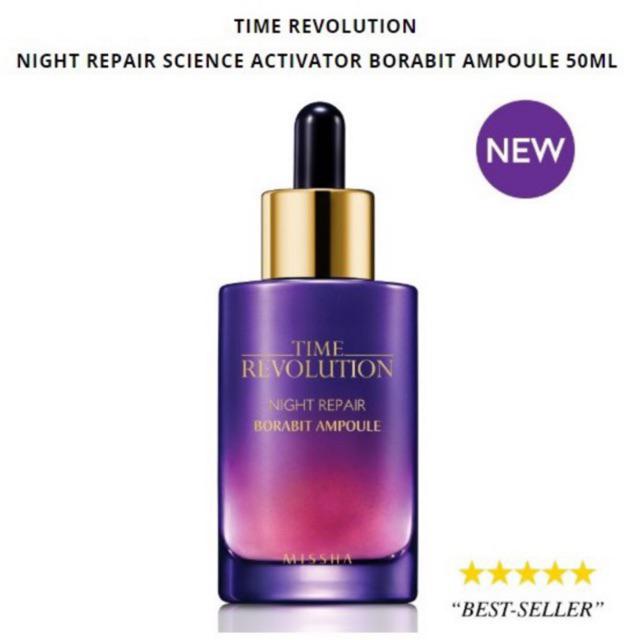 TIME REVOLUTION
NIGHT REPAIR SCIENCE ACTIVATOR BORABIT AMPOULE 50ML
NEW
TIME
REVOLUTION
NIGHT REPAIR
BORABIT AMPOULE
MISSHA
“BEST-SELLER”